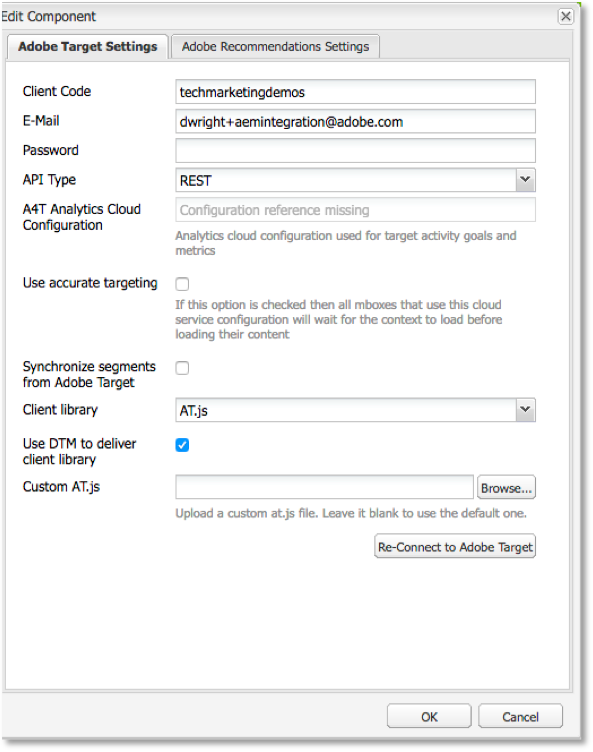 Edit Component
Adobe Target Settings
Adobe Recommendations Settings
Client Code
techmarketingdemos
E-Mail
dwright+aemintegration@adobe.com
Password
API Type
REST
A4T Analytics Cloud
Configuration
Configuration reference missing
Analytics cloud configuration used for target activity goals and
metrics
Use accurate targeting
If this option is checked then all mboxes that use this cloud
service configuration will wait for the context to load before
loading their content
Synchronize segments
from Adobe Target
Client library
AT.js
Use DTM to deliver
client library
Custom AT.js
Browse...
Upload a custom at.js file. Leave it blank to use the default one.
Re-Connect to Adobe Target
OK
Cancel